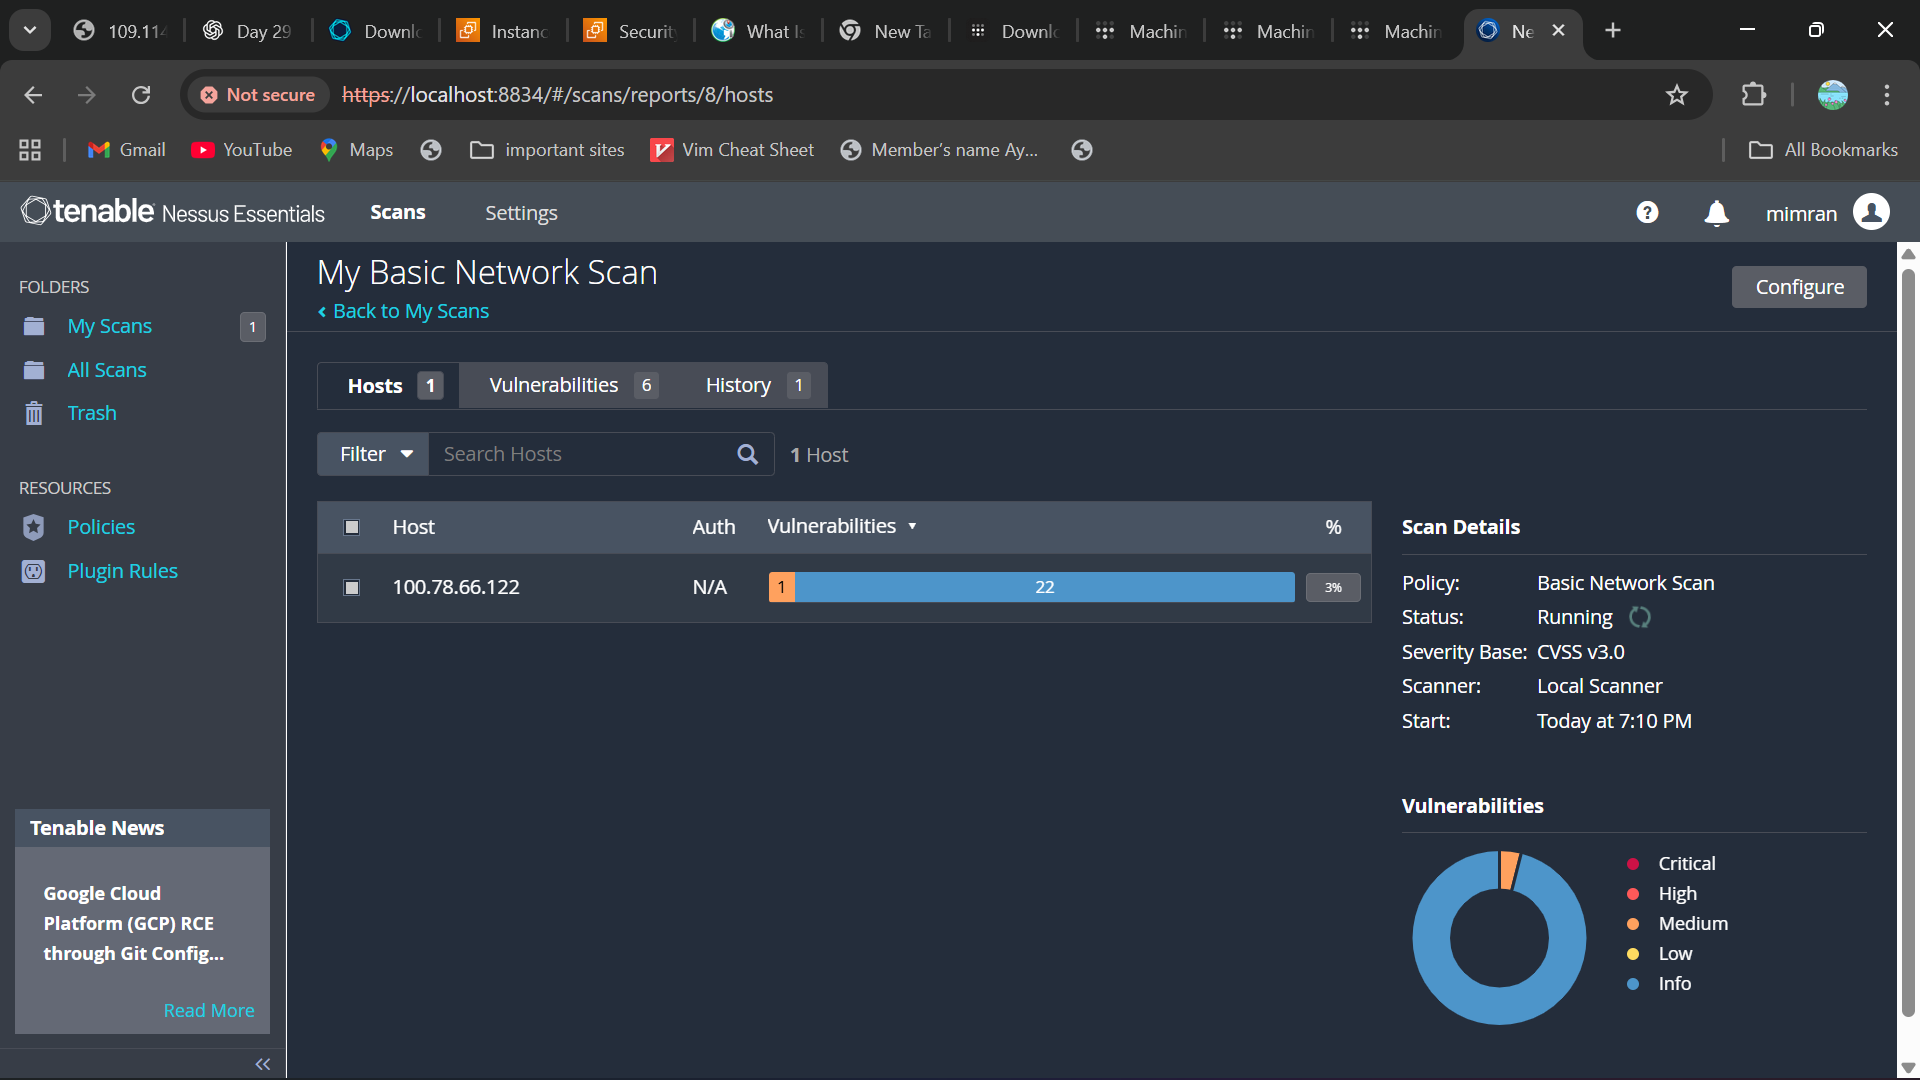 109.114
Day 29
Downlo
Instanc
Securit
What Is
New Ta
Downlo
Machin
Machin
Machin
Ne
Not secure
https://localhost:8834/#/scans/reports/8/hosts
Gmail
YouTube
Maps
important sites
Vim Cheat Sheet
Member's name Ay...
All Bookmarks
tenable Nessus Essentials
Scans
Settings
mimran
FOLDERS
My Scans 1
All Scans
Trash
RESOURCES
Policies
Plugin Rules
Tenable News
Google Cloud
Platform (GCP) RCE
through Git Config...
Read More
My Basic Network Scan
Back to My Scans
Configure
Hosts 1
Vulnerabilities 6
History 1
Filter
Search Hosts
1 Host
Host Auth Vulnerabilities %
100.78.66.122 N/A 1 22 3%
Scan Details
Policy: Basic Network Scan
Status: Running
Severity Base: CVSS v3.0
Scanner: Local Scanner
Start: Today at 7:10 PM
Vulnerabilities
Critical
High
Medium
Low
Info